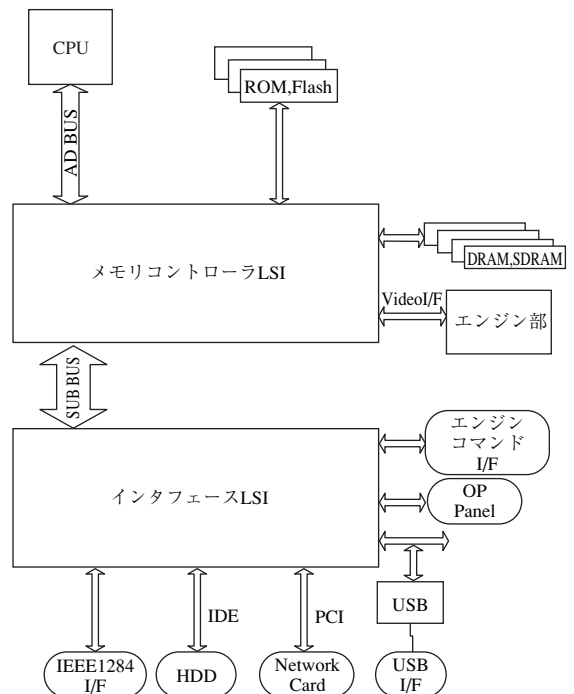 CPU
ROM,Flash
AD BUS
メモリコントローラLSI
DRAM,SDRAM
VideoI/F
エンジン部
SUB BUS
エンジン
コマンド
I/F
インタフェースLSI
OP
Panel
IDE
PCI
USB
IEEE1284
I/F
HDD
Network
Card
USB
I/F